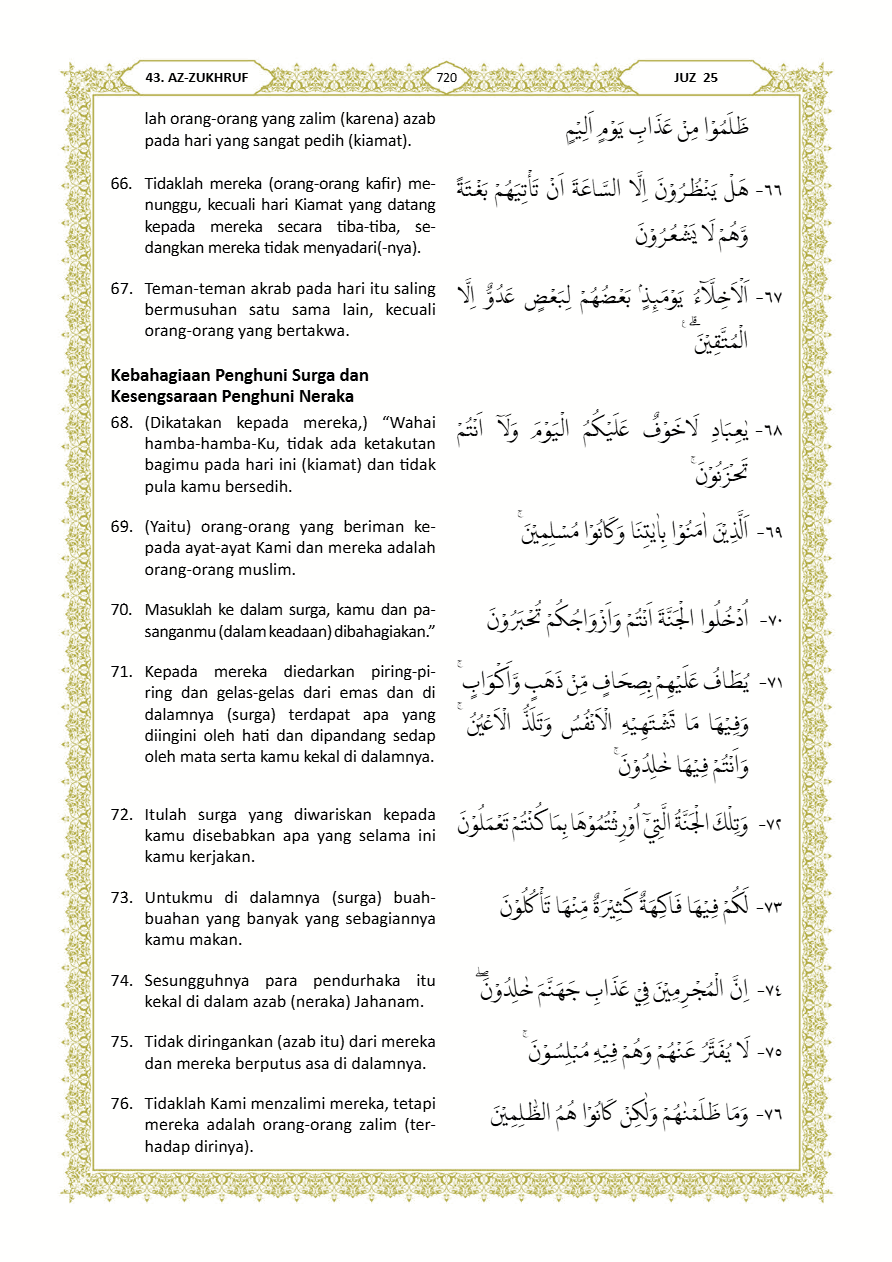 43. AZ-ZUKHRUF
720
JUZ 25
lah orang-orang yang zalim (karena) azab
pada hari yang sangat pedih (kiamat).
ظَلَمُوْا مِنْ عَذَابِ يَوْمٍ اَلِيْمٍ
66. Tidaklah mereka (orang-orang kafir) me-
nunggu, kecuali hari Kiamat yang datang
kepada mereka secara tiba-tiba, se-
dangkan mereka tidak menyadari(-nya).
٦٦- هَلْ يَنْظُرُوْنَ اِلَّا السَّاعَةَ اَنْ تَأْتِيَهُمْ بَغْتَةً
وَّهُمْ لَا يَشْعُرُوْنَ
67. Teman-teman akrab pada hari itu saling
bermusuhan satu sama lain, kecuali
orang-orang yang bertakwa.
٦٧- اَلْاَخِلَّاۤءُ يَوْمَىِٕذٍۢ بَعْضُهُمْ لِبَعْضٍ عَدُوٌّ اِلَّا
الْمُتَّقِيْنَ ۗ ࣖ
Kebahagiaan Penghuni Surga dan
Kesengsaraan Penghuni Neraka
68. (Dikatakan kepada mereka,) “Wahai
hamba-hamba-Ku, tidak ada ketakutan
bagimu pada hari ini (kiamat) dan tidak
pula kamu bersedih.
٦٨- يٰعِبَادِ لَاخَوْفٌ عَلَيْكُمُ الْيَوْمَ وَلَآ اَنْتُمْ
تَحْزَنُوْنَۚ
69. (Yaitu) orang-orang yang beriman ke-
pada ayat-ayat Kami dan mereka adalah
orang-orang muslim.
٦٩- اَلَّذِيْنَ اٰمَنُوْا بِاٰيٰتِنَا وَكَانُوْا مُسْلِمِيْنَۚ
70. Masuklah ke dalam surga, kamu dan pa-
sanganmu (dalam keadaan) dibahagiakan.”
٧٠- اُدْخُلُوا الْجَنَّةَ اَنْتُمْ وَاَزْوَاجُكُمْ تُحْبَرُوْنَ
71. Kepada mereka diedarkan piring-pi-
ring dan gelas-gelas dari emas dan di
dalamnya (surga) terdapat apa yang
diingini oleh hati dan dipandang sedap
oleh mata serta kamu kekal di dalamnya.
٧١- يُطَافُ عَلَيْهِمْ بِصِحَافٍ مِّنْ ذَهَبٍ وَّاَكْوَابٍۚ
وَفِيْهَا مَا تَشْتَهِيْهِ الْاَنْفُسُ وَتَلَذُّ الْاَعْيُنُۚ
وَاَنْتُمْ فِيْهَا خٰلِدُوْنَۚ
72. Itulah surga yang diwariskan kepada
kamu disebabkan apa yang selama ini
kamu kerjakan.
٧٢- وَتِلْكَ الْجَنَّةُ الَّتِيْٓ اُوْرِثْتُمُوْهَا بِمَا كُنْتُمْ تَعْمَلُوْنَ
73. Untukmu di dalamnya (surga) buah-
buahan yang banyak yang sebagiannya
kamu makan.
٧٣- لَكُمْ فِيْهَا فَاكِهَةٌ كَثِيْرَةٌ مِّنْهَا تَأْكُلُوْنَ
74. Sesungguhnya para pendurhaka itu
kekal di dalam azab (neraka) Jahanam.
٧٤- اِنَّ الْمُجْرِمِيْنَ فِيْ عَذَابِ جَهَنَّمَ خٰلِدُوْنَۖ
75. Tidak diringankan (azab itu) dari mereka
dan mereka berputus asa di dalamnya.
٧٥- لَا يُفَتَّرُ عَنْهُمْ وَهُمْ فِيْهِ مُبْلِسُوْنَۚ
76. Tidaklah Kami menzalimi mereka, tetapi
mereka adalah orang-orang zalim (ter-
hadap dirinya).
٧٦- وَمَا ظَلَمْنٰهُمْ وَلٰكِنْ كَانُوْا هُمُ الظّٰلِمِيْنَ